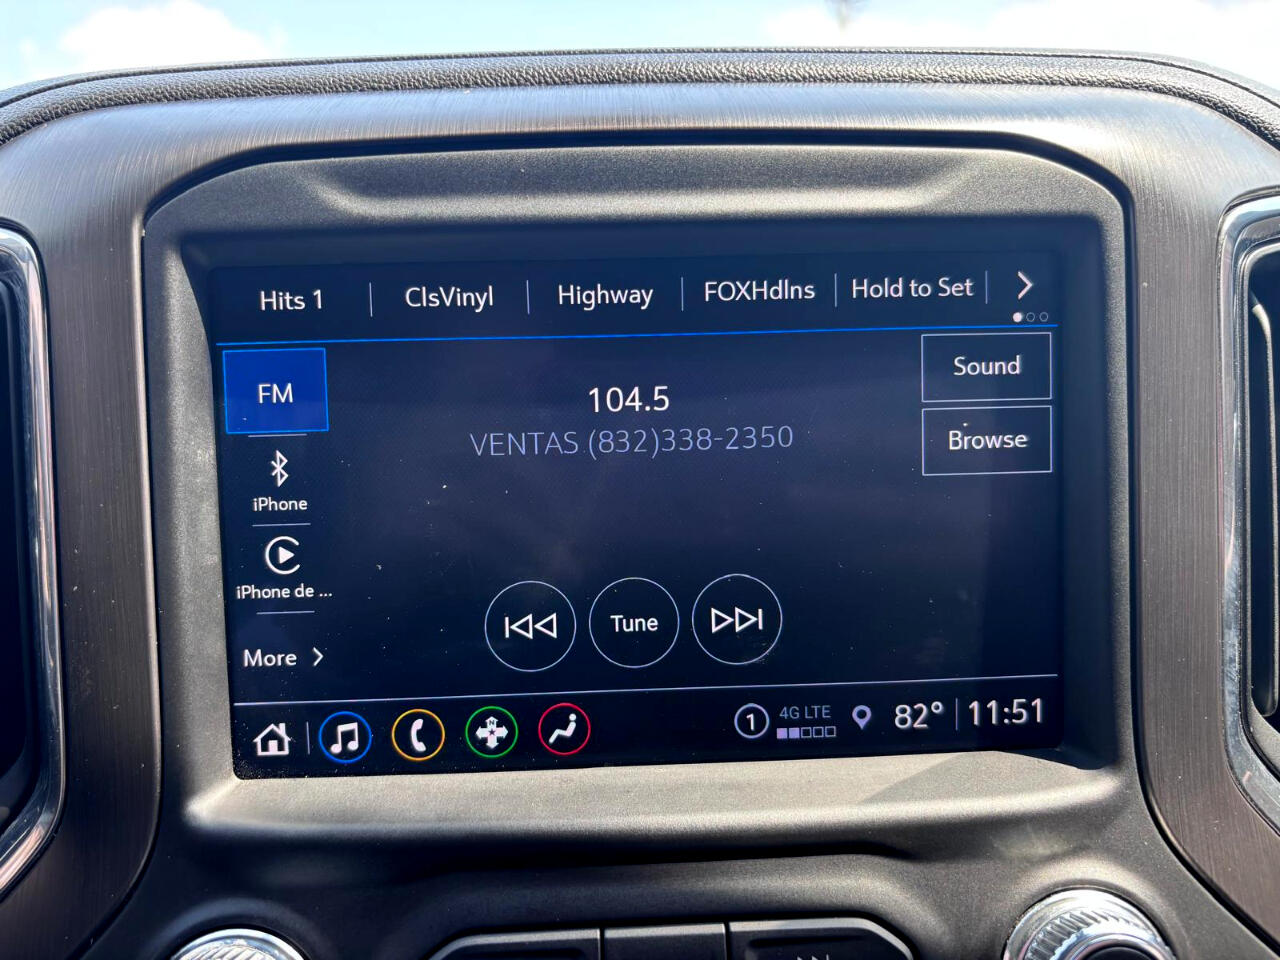 Hits 1
ClsVinyl
Highway
FOXHdlns
Hold to Set
FM
104.5
VENTAS (832)338-2350
Sound
Browse
iPhone
iPhone de ...
More
Tune
1
4G LTE
82°
11:51
N